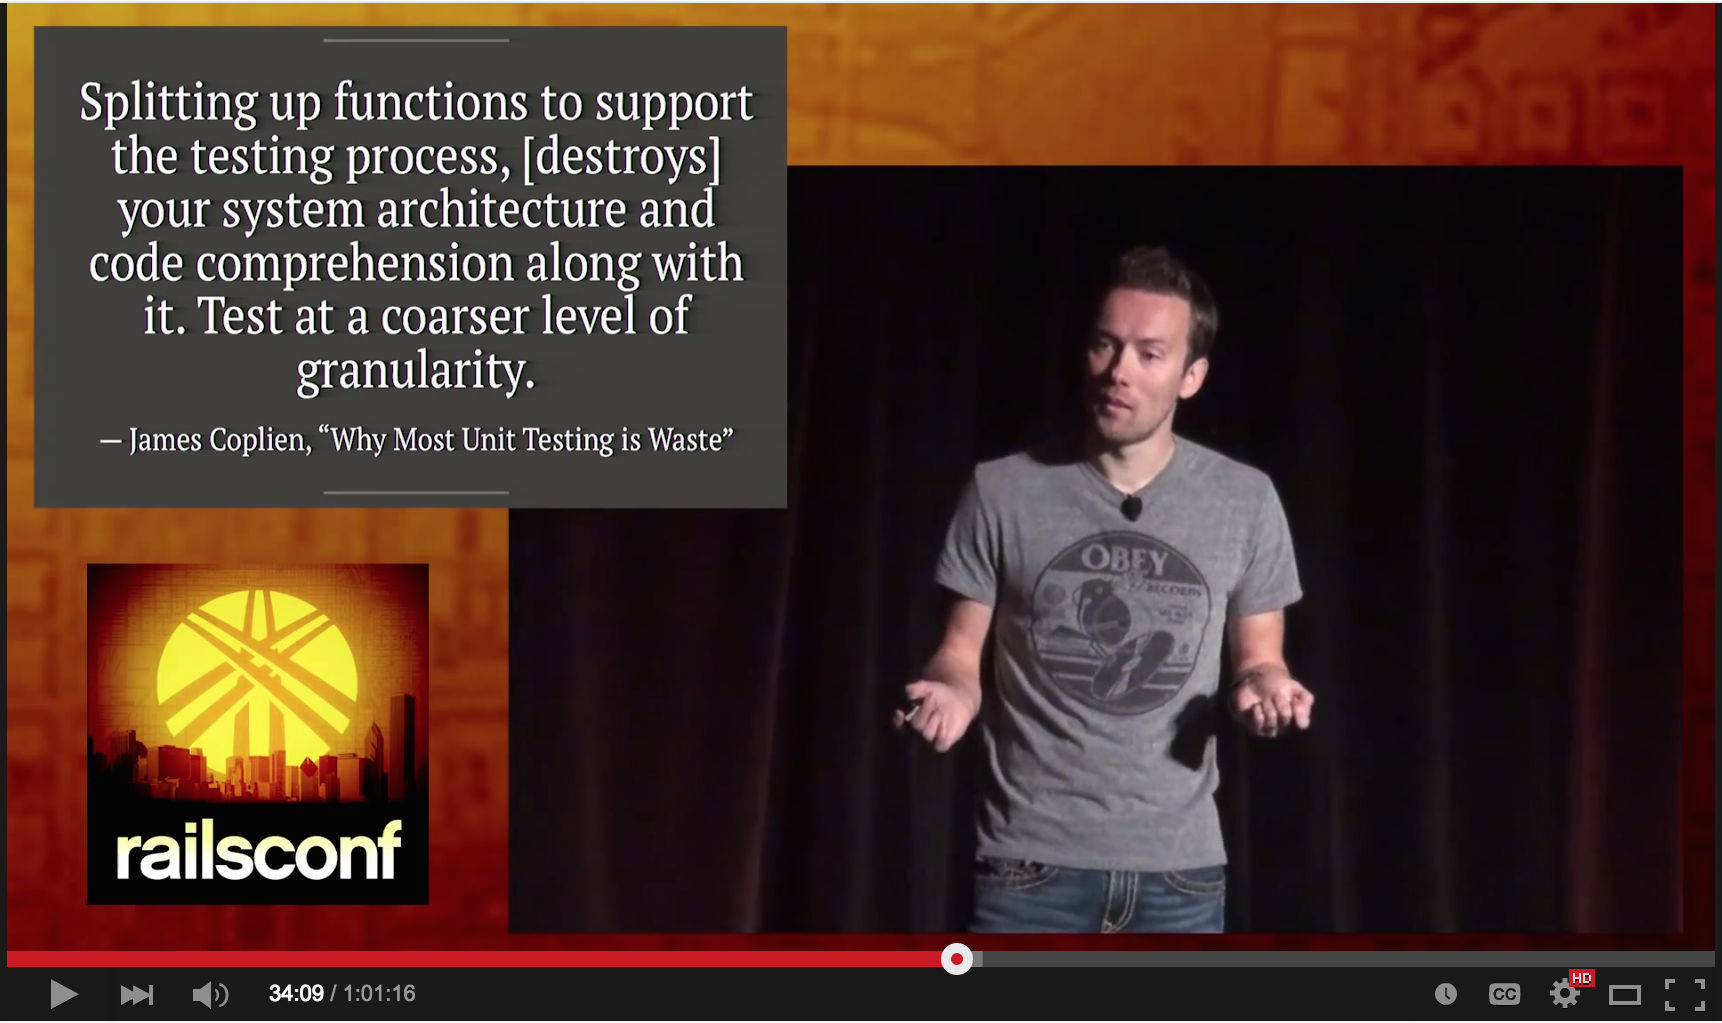 Splitting up functions to support
the testing process, [destroys]
your system architecture and
code comprehension along with
it. Test at a coarser level of
granularity.
— James Coplien, “Why Most Unit Testing is Waste”
OBEY
RECORDS
railsconf
34:09 / 1:01:16
CC
HD